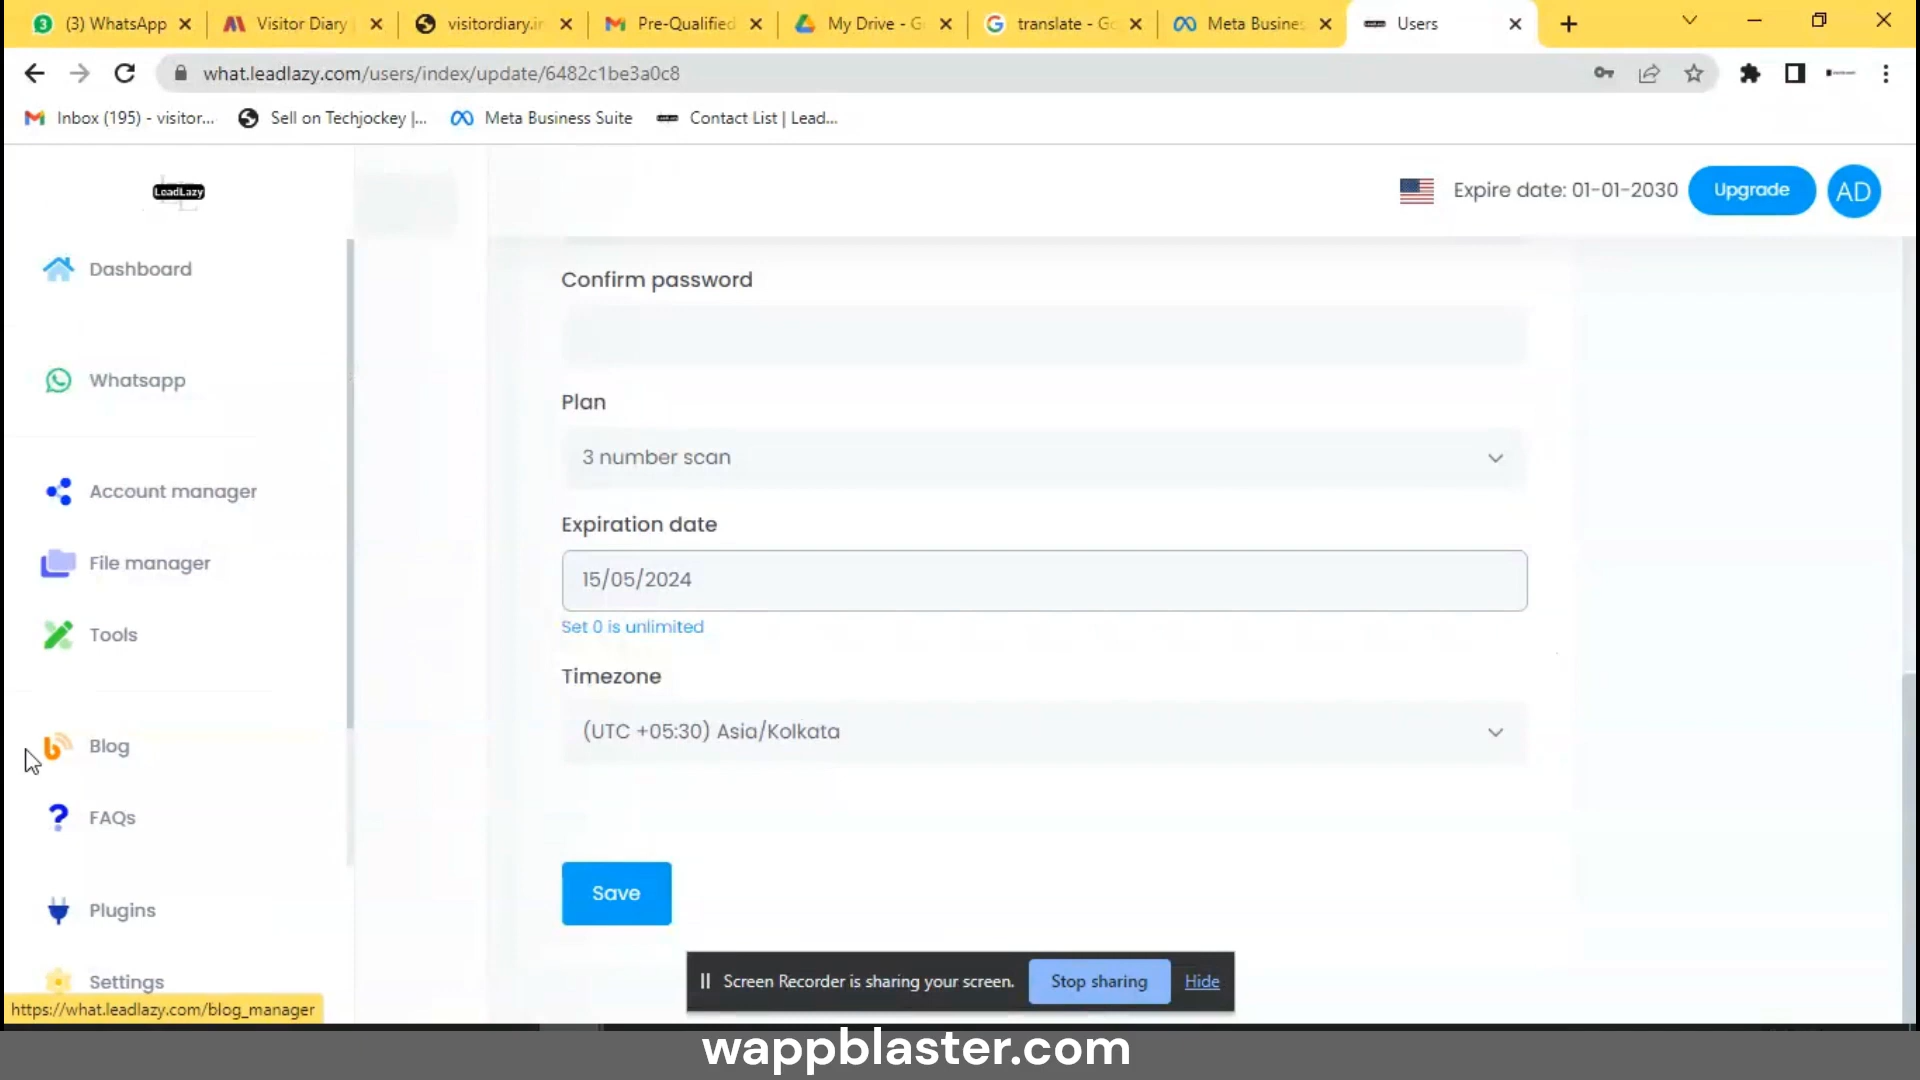 (3) WhatsApp
Visitor Diary
visitordiary.in
Pre-Qualified
My Drive - G
translate - Go
Meta Busines
Users
what.leadlazy.com/users/index/update/6482c1be3a0c8
Inbox (195) - visitor...
Sell on Techjockey |...
Meta Business Suite
Contact List | Lead...
LeadLazy
Expire date: 01-01-2030
Upgrade
AD
Dashboard
Whatsapp
Account manager
File manager
Tools
Blog
FAQs
Plugins
Settings
Confirm password
Plan
3 number scan
Expiration date
15/05/2024
Set 0 is unlimited
Timezone
(UTC +05:30) Asia/Kolkata
Save
Screen Recorder is sharing your screen.
Stop sharing
Hide
https://what.leadlazy.com/blog_manager
wappblaster.com